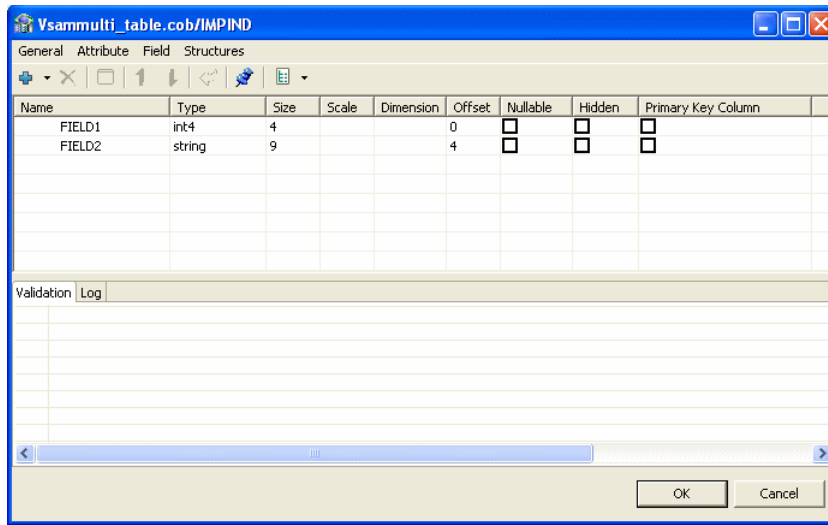 Vsammulti_table.cob/IMPIND
General Attribute Field Structures
Name Type Size Scale Dimension Offset Nullable Hidden Primary Key Column
FIELD1 int4 4 0
FIELD2 string 9 4
Validation Log
OK Cancel